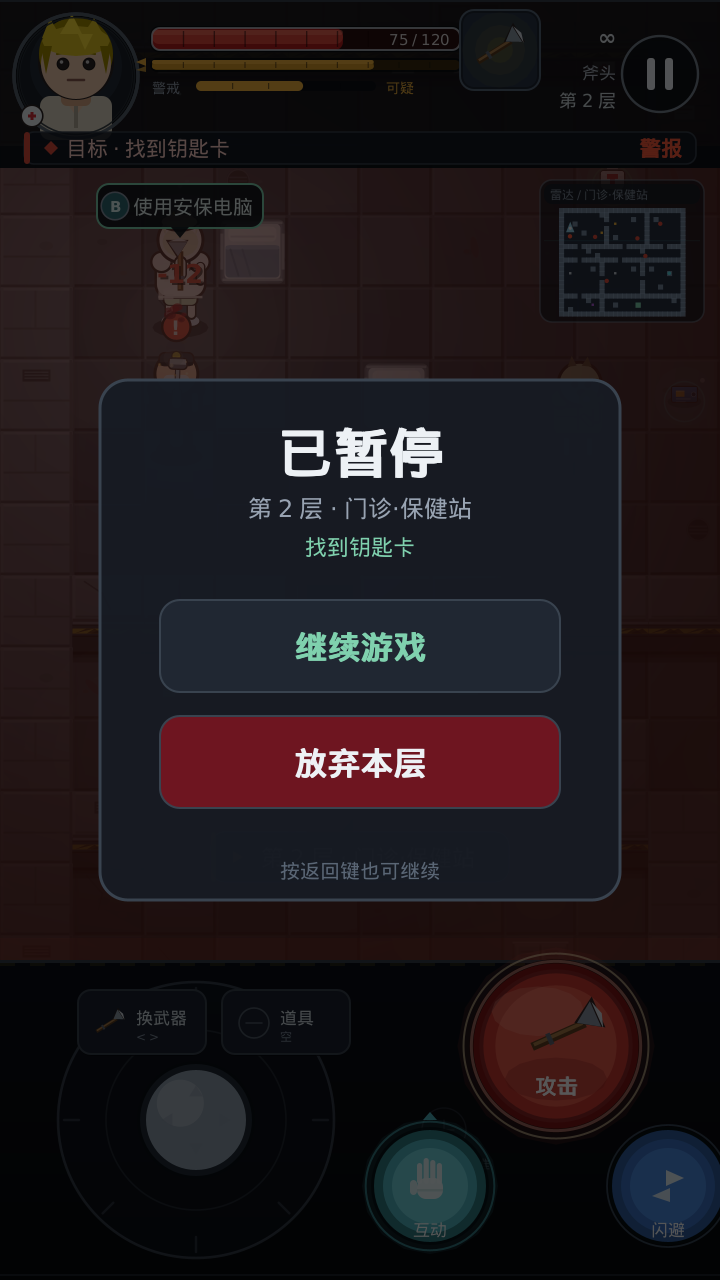 75 / 120
∞
斧头
第 2 层
警戒
可疑
目标 · 找到钥匙卡
警报
B 使用安保电脑
雷达 / 门诊·保健站
-12
!
已暂停
第 2 层 · 门诊·保健站
找到钥匙卡
继续游戏
放弃本层
按返回键也可继续
换武器
< >
道具
空
攻击
互动
闪避